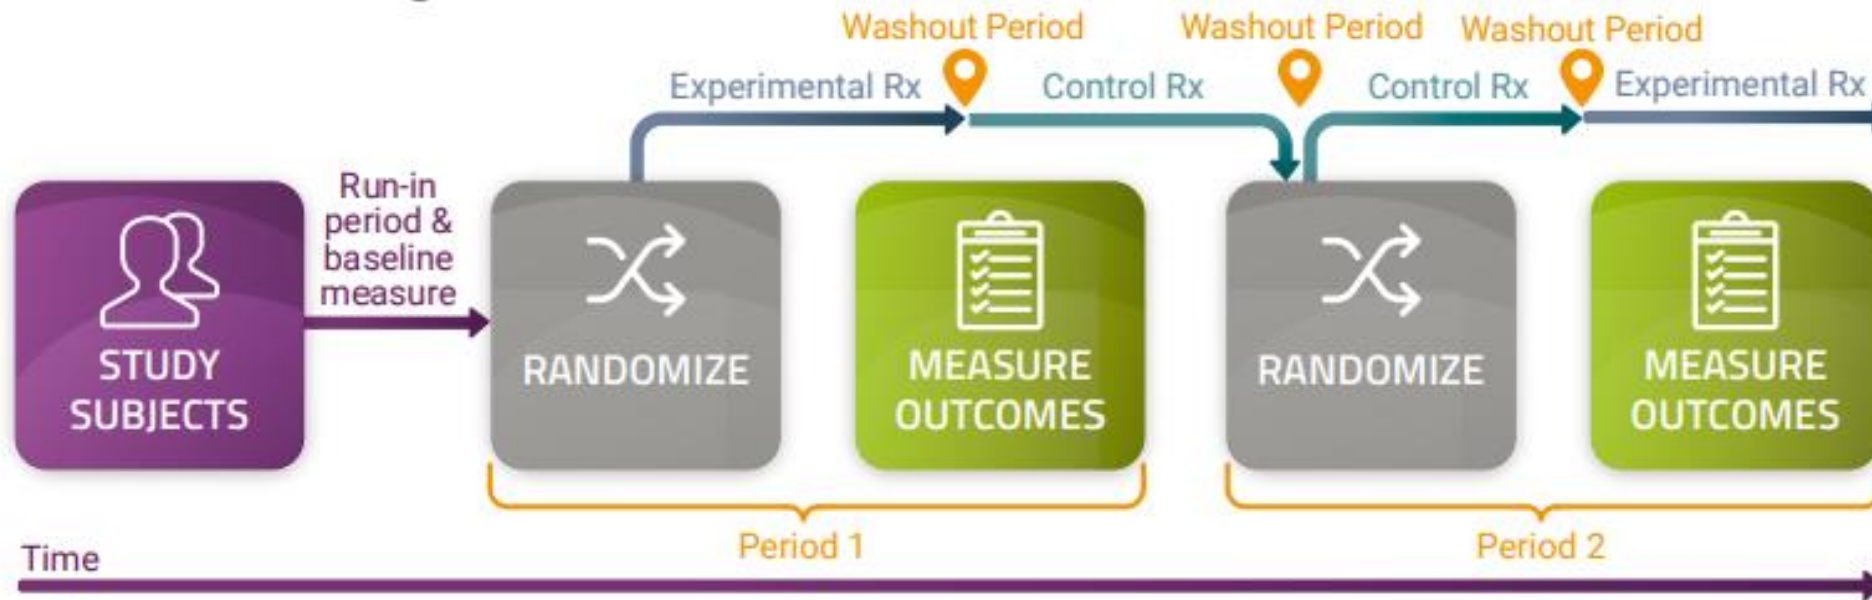 Washout Period
Washout Period
Washout Period
Experimental Rx
Control Rx
Control Rx
Experimental Rx
Run-in
period &
baseline
measure
STUDY
SUBJECTS
RANDOMIZE
MEASURE
OUTCOMES
RANDOMIZE
MEASURE
OUTCOMES
Period 1
Period 2
Time